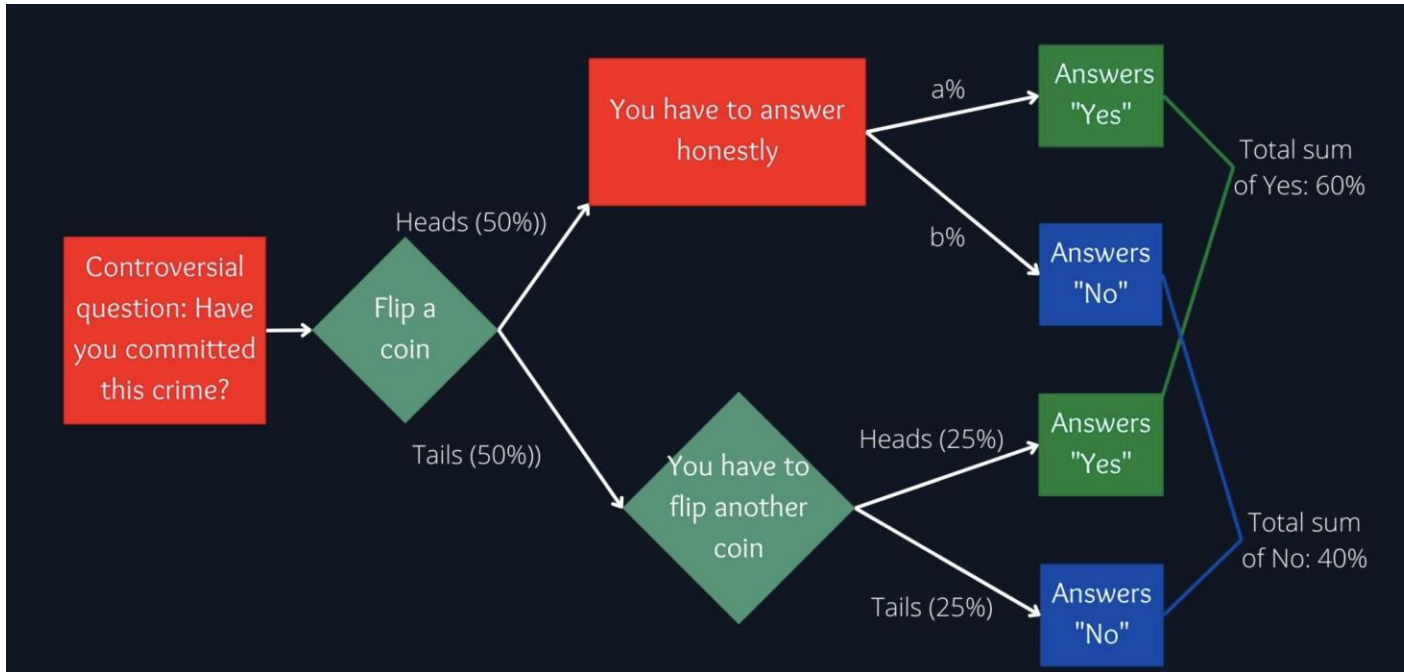 Controversial
question: Have
you committed
this crime?
Flip a
coin
Heads (50%))
You have to answer
honestly
a%
Answers
"Yes"
b%
Answers
"No"
Total sum
of Yes: 60%
Tails (50%))
You have to
flip another
coin
Heads (25%)
Answers
"Yes"
Tails (25%)
Answers
"No"
Total sum
of No: 40%